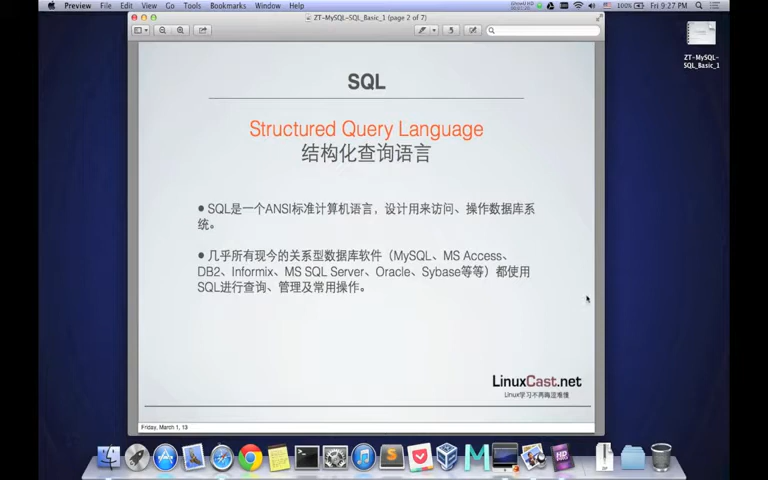 Preview File Edit View Go Tools Bookmarks Window Help
100% Fri 9:27 PM
ZT-MySQL-SQL_Basic_1 (page 2 of 7)
ZT-MySQL-
SQL_Basic_1
SQL
Structured Query Language
结构化查询语言
● SQL是一个ANSI标准计算机语言，设计用来访问、操作数据库系
统。
● 几乎所有现今的关系型数据库软件（MySQL、MS Access、
DB2、Informix、MS SQL Server、Oracle、Sybase等等）都使用
SQL进行查询、管理及常用操作。
LinuxCast.net
Linux学习不再晦涩难懂
Friday, March 1, 13